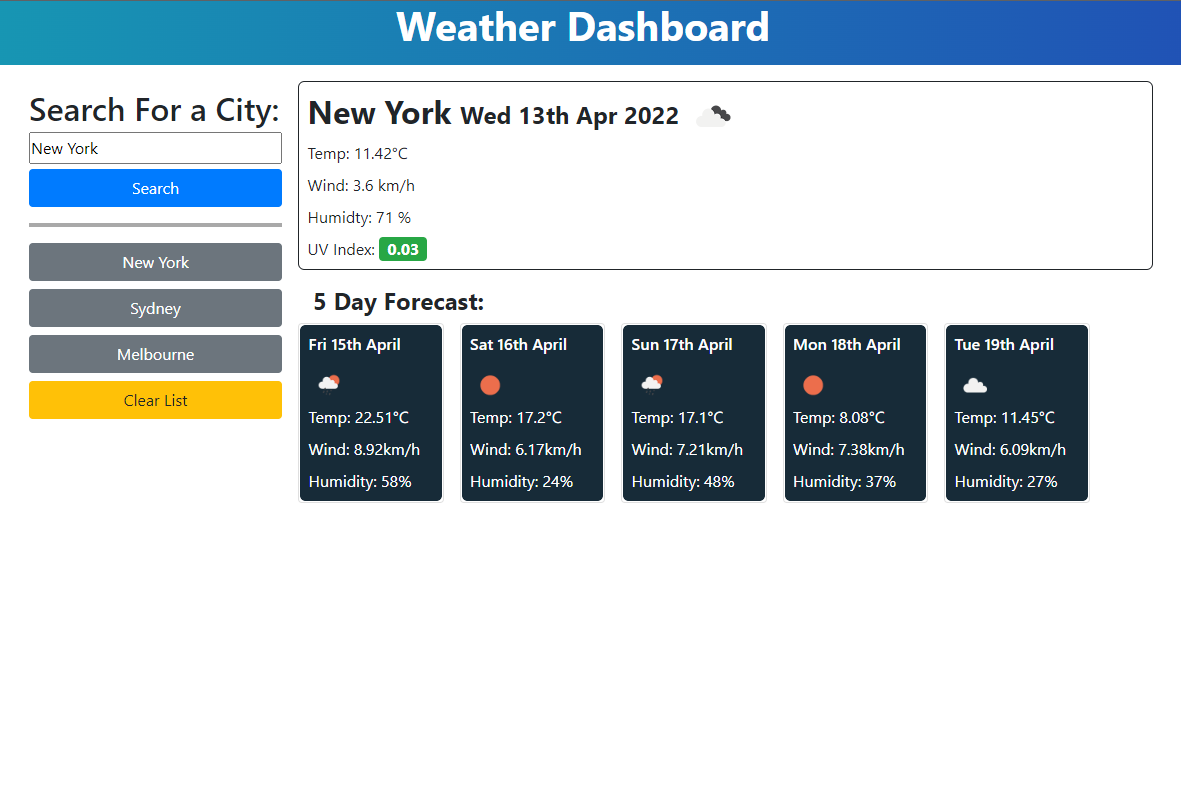 Weather Dashboard
Search For a City:
New York
Search
New York
Sydney
Melbourne
Clear List
New York Wed 13th Apr 2022
Temp: 11.42°C
Wind: 3.6 km/h
Humidty: 71 %
UV Index: 0.03
5 Day Forecast:
Fri 15th April
Temp: 22.51°C
Wind: 8.92km/h
Humidity: 58%
Sat 16th April
Temp: 17.2°C
Wind: 6.17km/h
Humidity: 24%
Sun 17th April
Temp: 17.1°C
Wind: 7.21km/h
Humidity: 48%
Mon 18th April
Temp: 8.08°C
Wind: 7.38km/h
Humidity: 37%
Tue 19th April
Temp: 11.45°C
Wind: 6.09km/h
Humidity: 27%